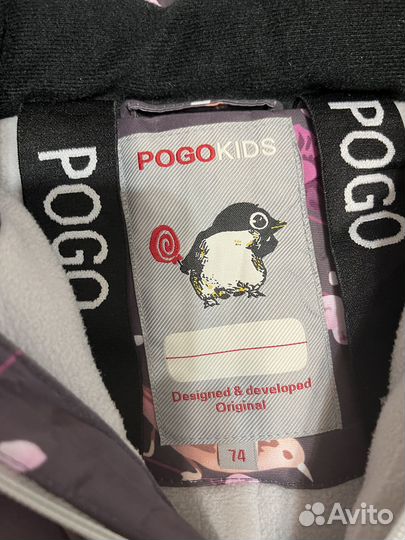 POGOKIDS
POGO
POGO
Designed & developed
Original
74
Avito